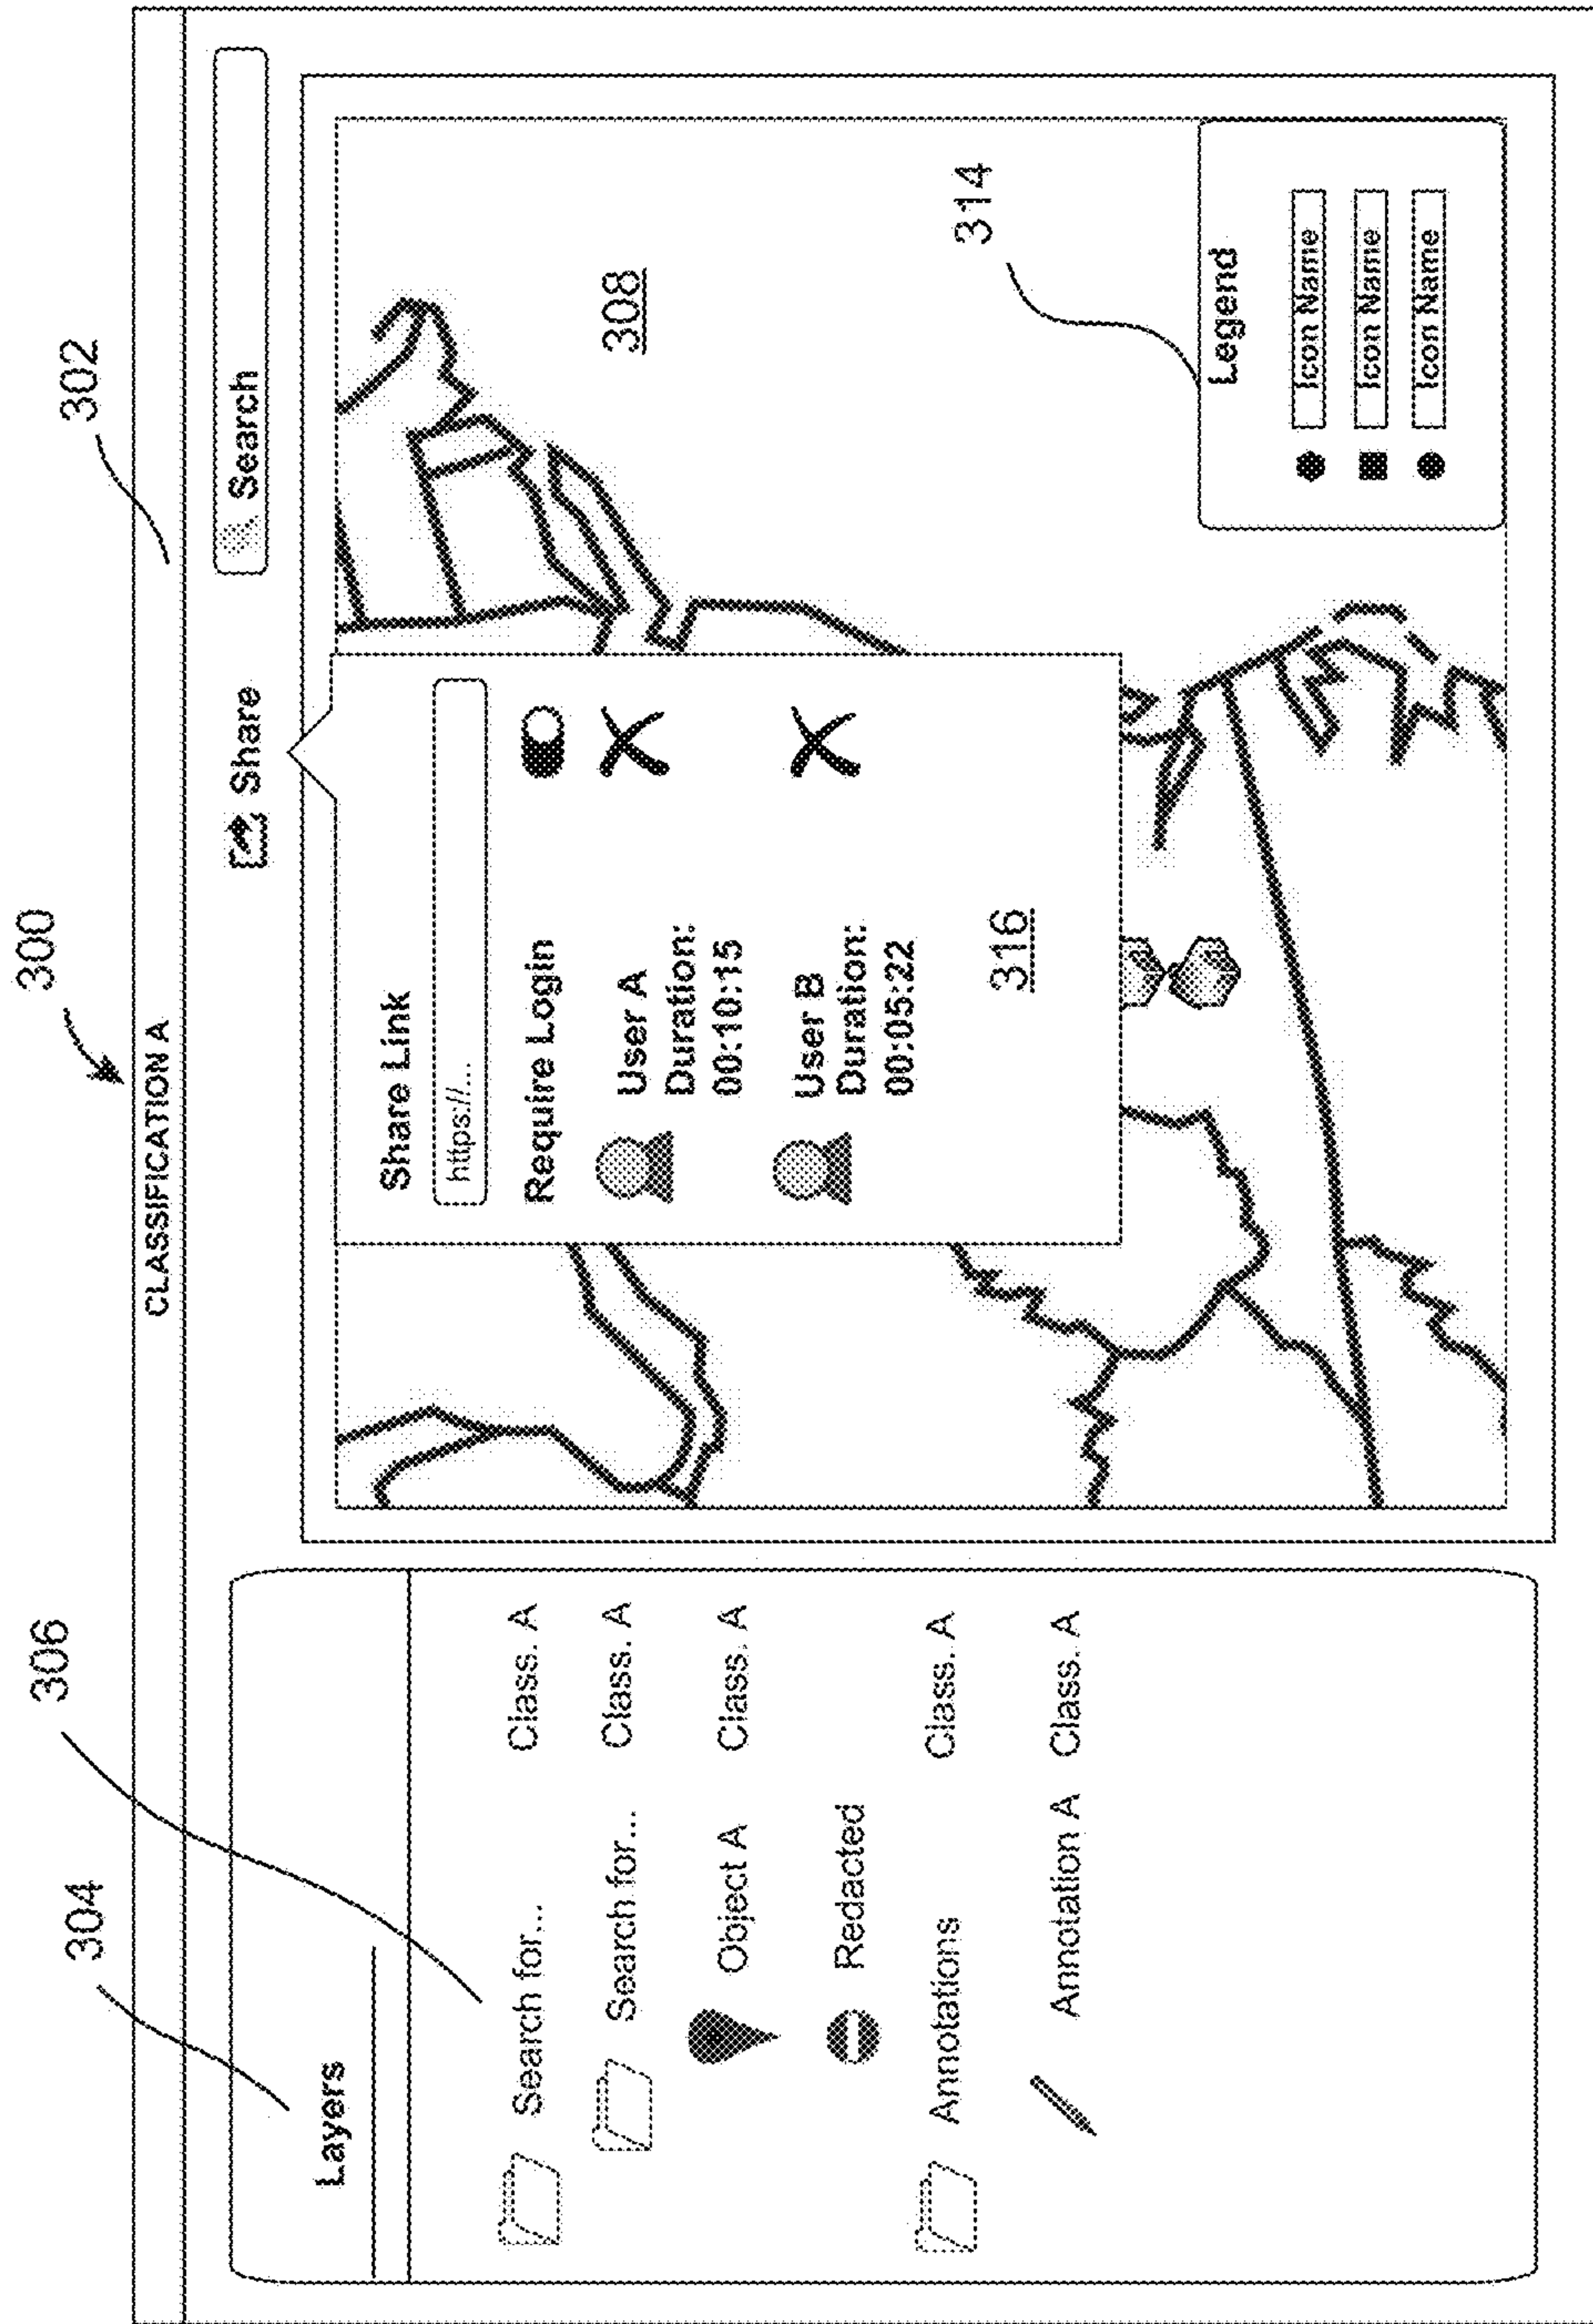 300
302
CLASSIFICATION A
Share
Search
304
306
Layers
Search for... Class. A
Search for... Class. A
Object A Class. A
Redacted
Annotations Class. A
Annotation A Class. A
Share Link
https://...
Require Login
User A
Duration:
00:10:15
User B
Duration:
00:05:22
316
308
314
Legend
Icon Name
Icon Name
Icon Name